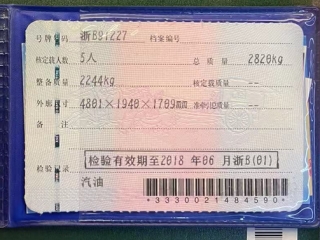 号牌号码 浙B91227 档案编号
核定载人数 5人 总质量 2820kg
整备质量 2244kg 核定载质量 --
外廓尺寸 4801×1940×1709mm 准牵引总质量 --
备注
检验有效期至2018年06月浙B(01)
检验记录
汽油
*3330021484590*